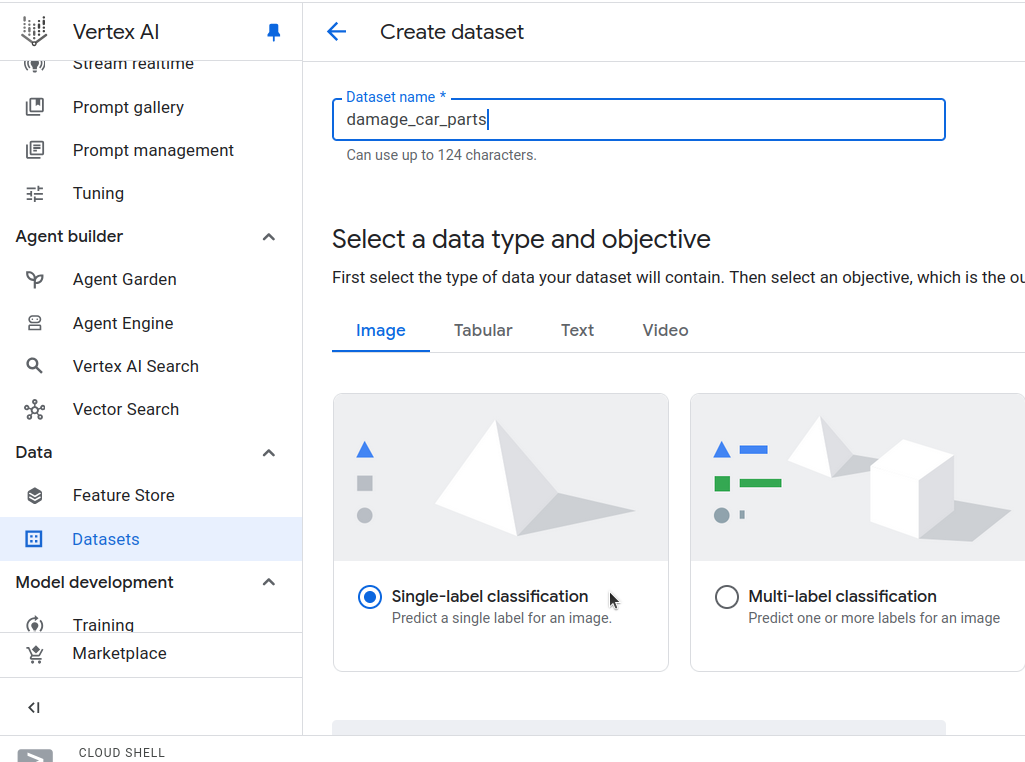 Vertex AI
Stream realtime
Prompt gallery
Prompt management
Tuning
Agent builder
Agent Garden
Agent Engine
Vertex AI Search
Vector Search
Data
Feature Store
Datasets
Model development
Training
Marketplace
Create dataset
Dataset name *
damage_car_parts
Can use up to 124 characters.
Select a data type and objective
First select the type of data your dataset will contain. Then select an objective, which is the
Image Tabular Text Video
Single-label classification
Predict a single label for an image.
Multi-label classification
Predict one or more labels for an image
CLOUD SHELL